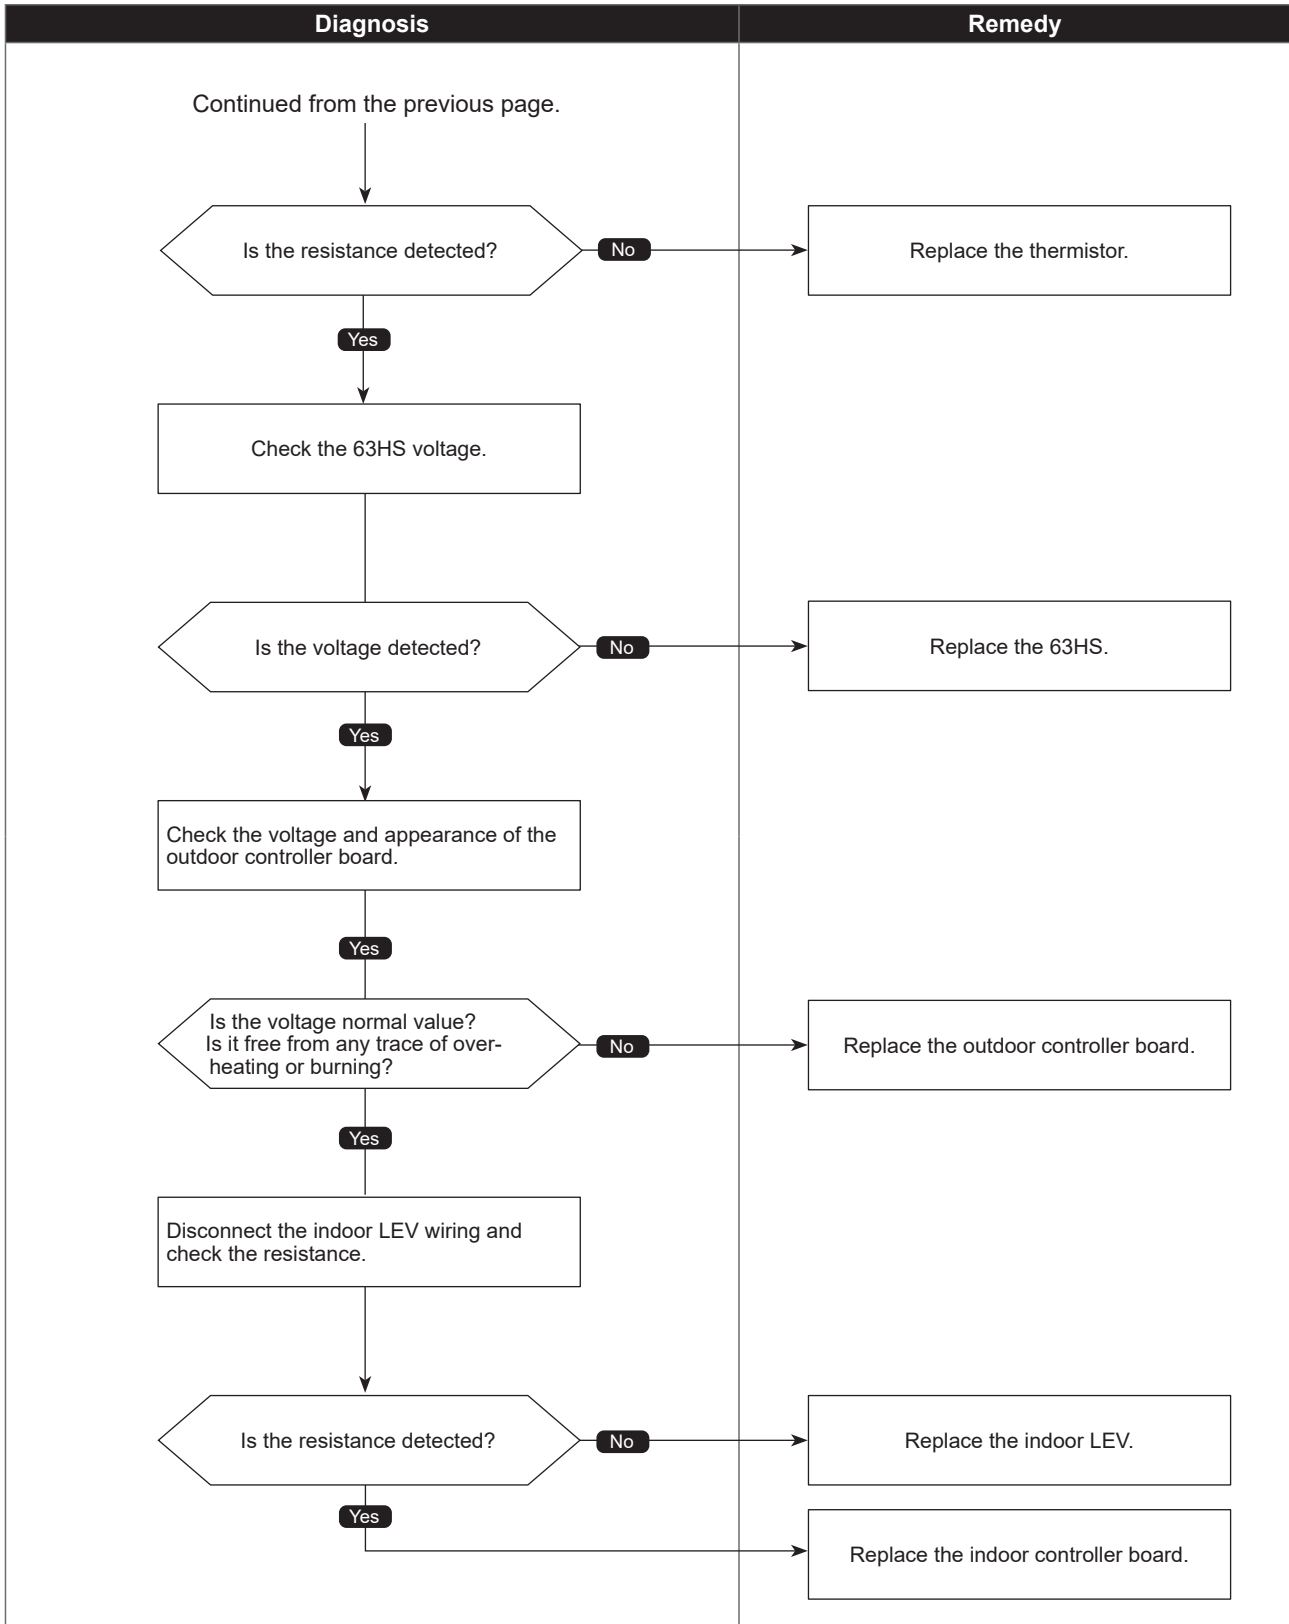 Diagnosis
Remedy
Continued from the previous page.
Is the resistance detected?
No
Replace the thermistor.
Yes
Check the 63HS voltage.
Is the voltage detected?
No
Replace the 63HS.
Yes
Check the voltage and appearance of the
outdoor controller board.
Yes
Is the voltage normal value?
Is it free from any trace of over-
heating or burning?
No
Replace the outdoor controller board.
Yes
Disconnect the indoor LEV wiring and
check the resistance.
Is the resistance detected?
No
Replace the indoor LEV.
Yes
Replace the indoor controller board.